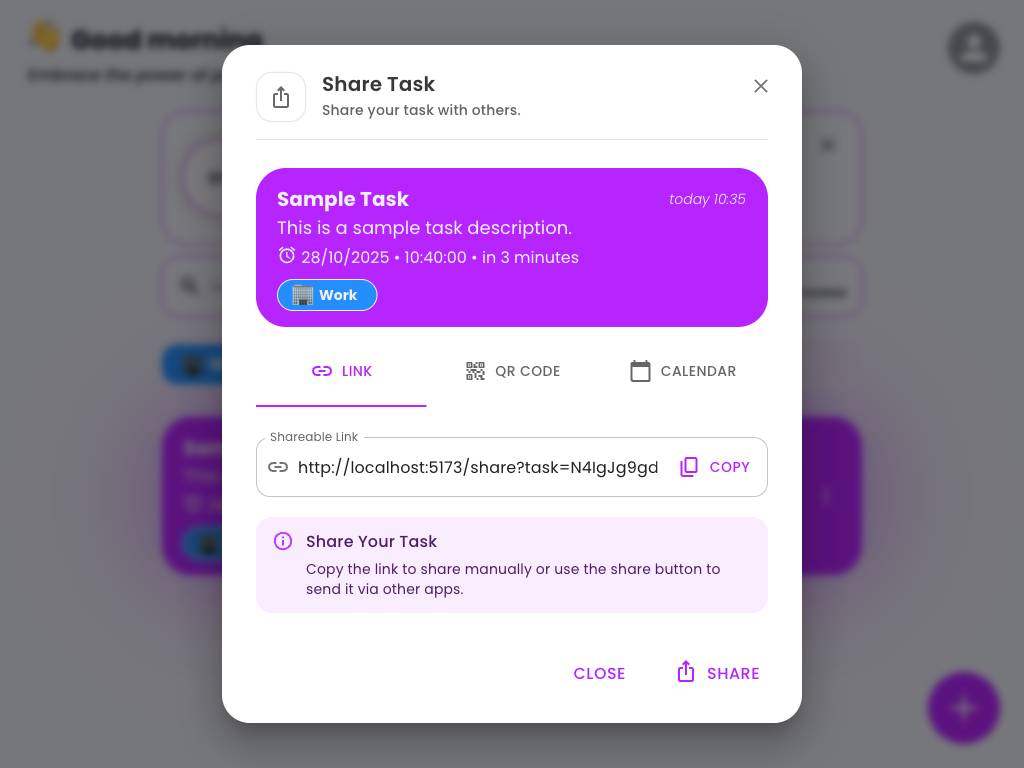 Good morning
Share Task
Share your task with others.
Sample Task
today 10:35
This is a sample task description.
28/10/2025 • 10:40:00 • in 3 minutes
Work
LINK
QR CODE
CALENDAR
Shareable Link
http://localhost:5173/share?task=N4IgJg9gd
COPY
Share Your Task
Copy the link to share manually or use the share button to
send it via other apps.
CLOSE
SHARE